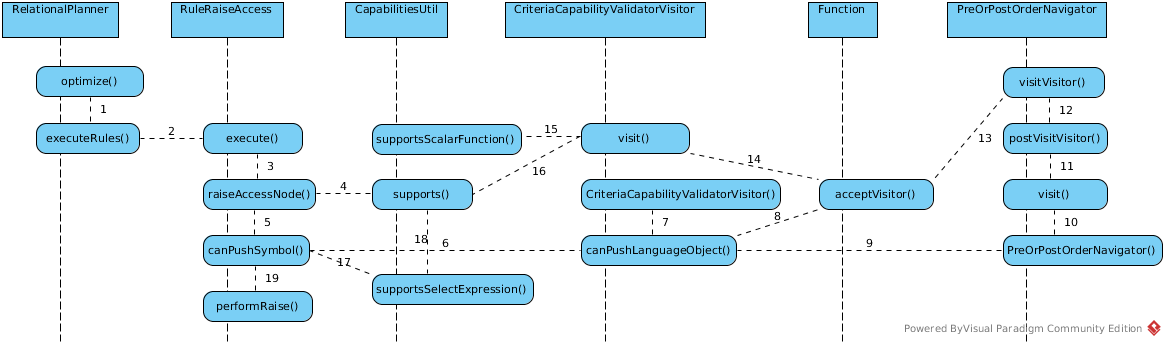 RelationalPlanner
RuleRaiseAccess
CapabilitiesUtil
CriteriaCapabilityValidatorVisitor
Function
PreOrPostOrderNavigator
optimize()
visitVisitor()
1
12
executeRules()
2
execute()
supportsScalarFunction()
15
visit()
13
postVisitVisitor()
3
16
14
11
raiseAccessNode()
4
supports()
CriteriaCapabilityValidatorVisitor()
acceptVisitor()
visit()
5
7
8
10
canPushSymbol()
18
6
canPushLanguageObject()
9
PreOrPostOrderNavigator()
17
19
supportsSelectExpression()
performRaise()
Powered ByVisual Paradigm Community Edition